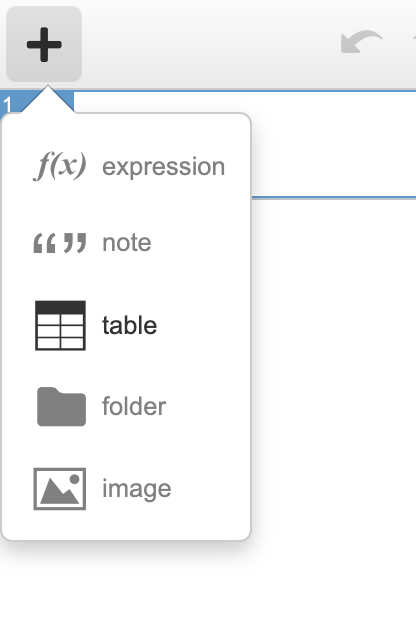 1
f(x) expression
note
table
folder
image